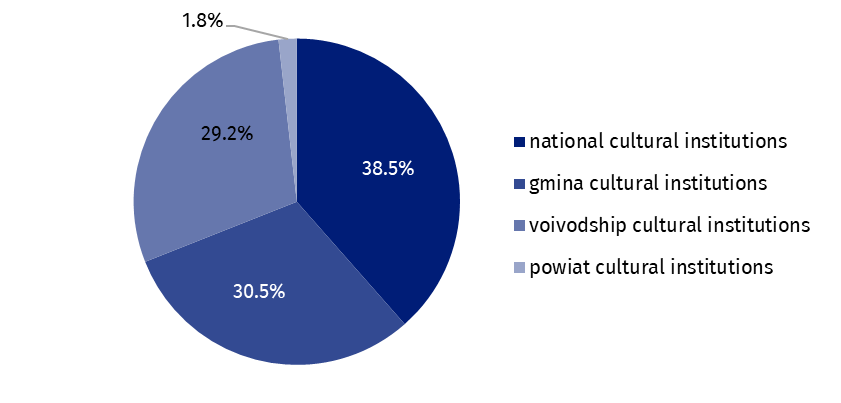 1.8%
29.2%
38.5%
30.5%
national cultural institutions
gmina cultural institutions
voivodship cultural institutions
powiat cultural institutions